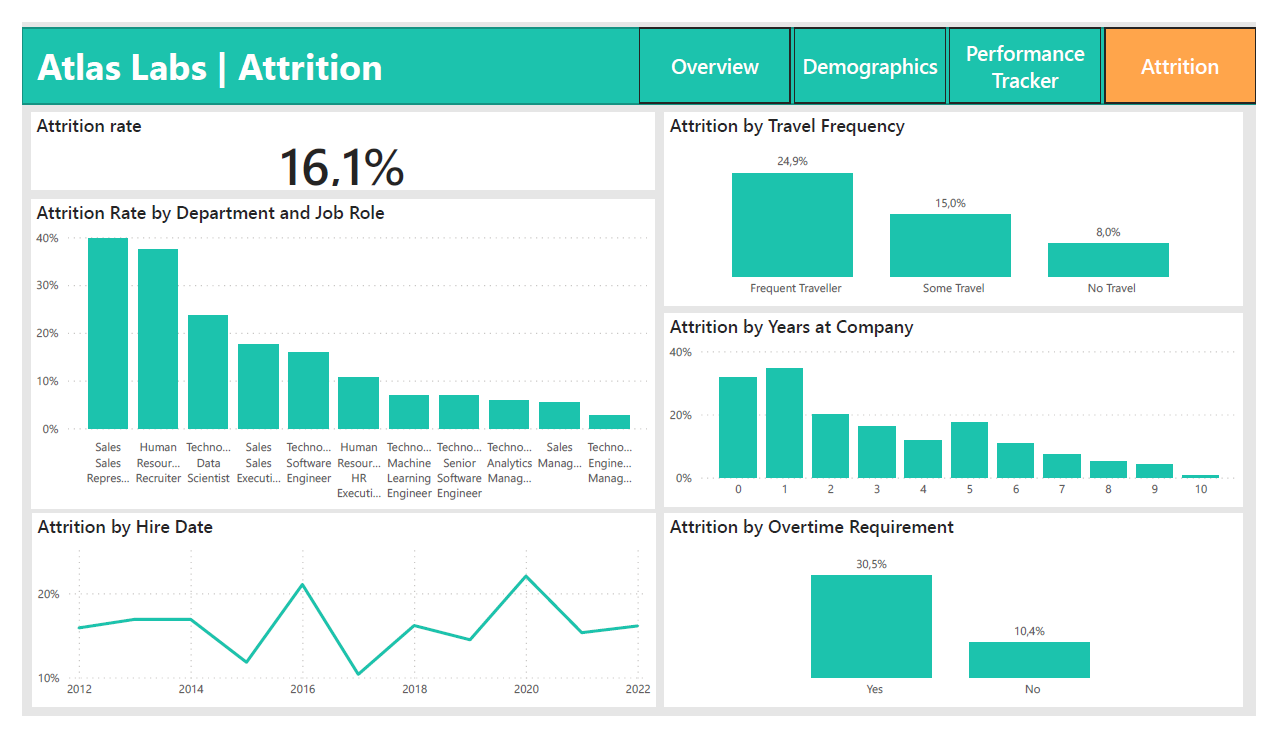 Atlas Labs | Attrition
Overview
Demographics
Performance
Tracker
Attrition
Attrition rate
16,1%
Attrition Rate by Department and Job Role
40%
30%
20%
10%
0%
Sales
Sales
Repres...
Human
Resour...
Recruiter
Techno...
Data
Scientist
Sales
Sales
Executi...
Techno...
Software
Engineer
Human
Resour...
HR
Executi...
Techno...
Machine
Learning
Engineer
Techno...
Senior
Software
Engineer
Techno...
Analytics
Manag...
Sales
Manag...
Techno...
Engine...
Manag...
Attrition by Hire Date
20%
10%
2012 2014 2016 2018 2020 2022
Attrition by Travel Frequency
24,9%
15,0%
8,0%
Frequent Traveller Some Travel No Travel
Attrition by Years at Company
40%
20%
0%
0 1 2 3 4 5 6 7 8 9 10
Attrition by Overtime Requirement
30,5%
10,4%
Yes No